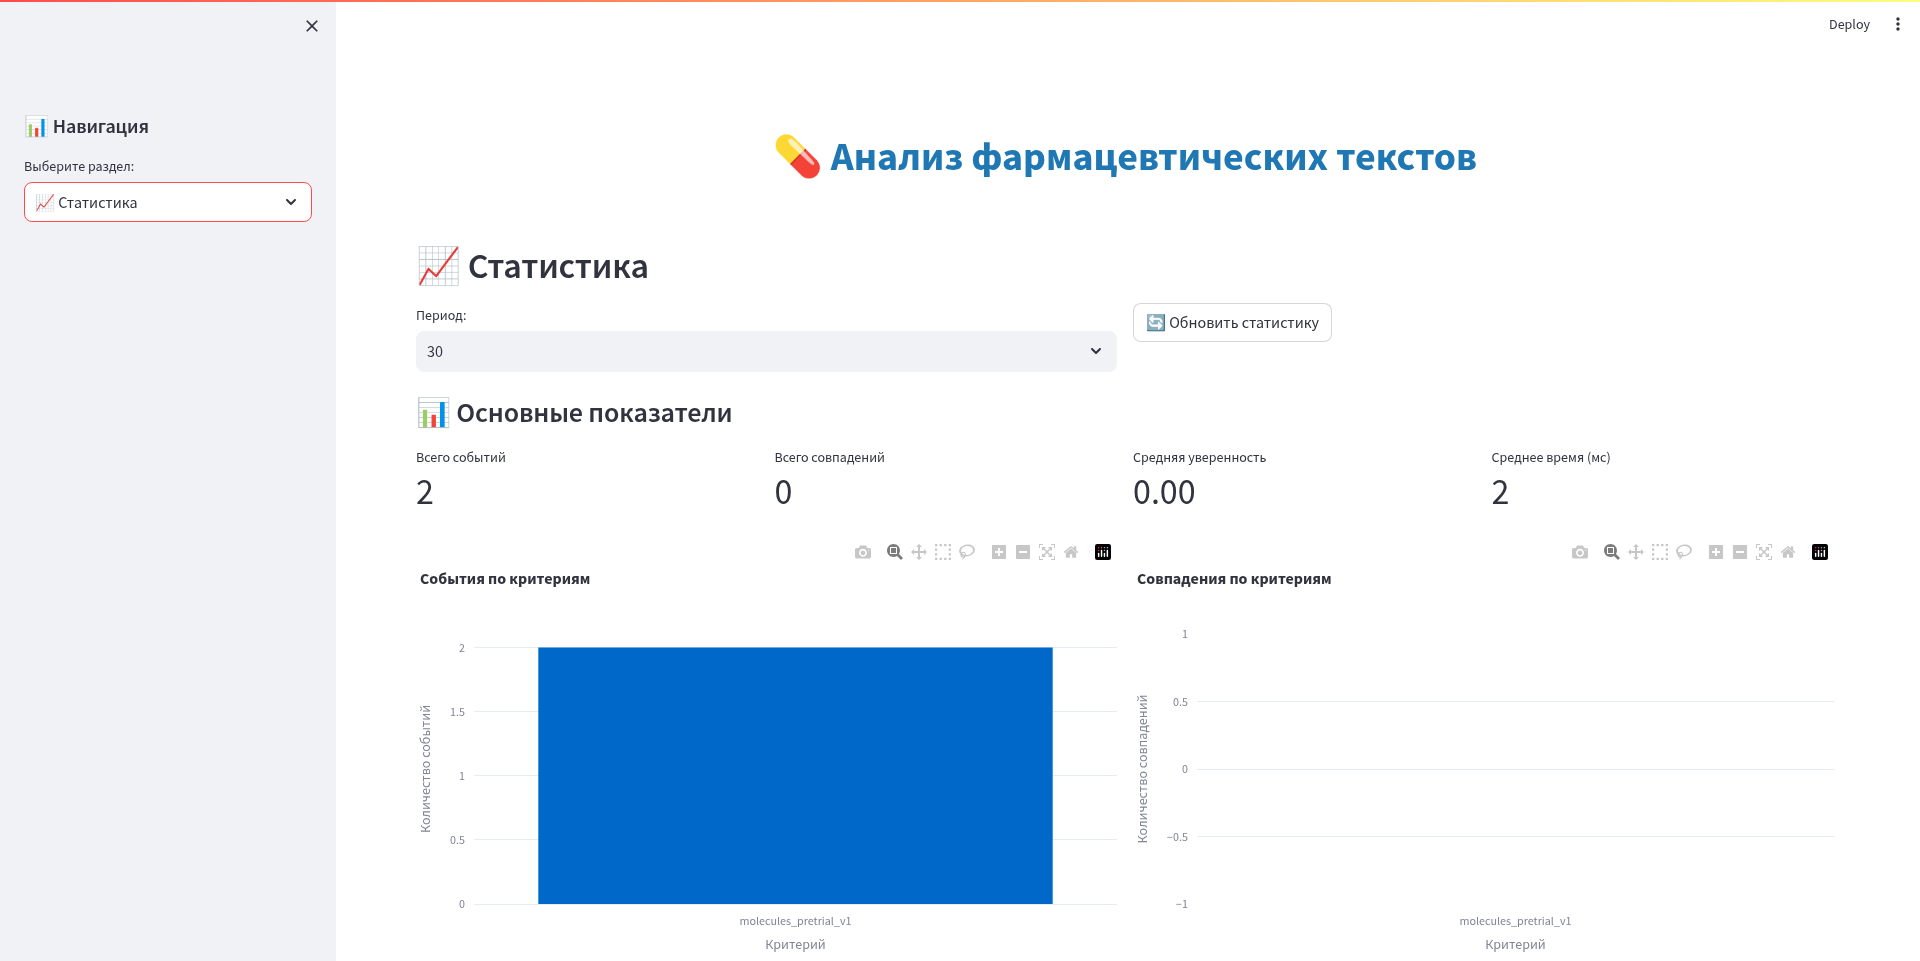 Deploy
Навигация
Выберите раздел:
Статистика
Анализ фармацевтических текстов
Статистика
Период:
30
Обновить статистику
Основные показатели
Всего событий
2
Всего совпадений
0
Средняя уверенность
0.00
Среднее время (мс)
2
События по критериям
Количество событий
2
1.5
1
0.5
0
molecules_pretrial_v1
Критерий
Совпадения по критериям
Количество совпадений
1
0.5
0
−0.5
−1
molecules_pretrial_v1
Критерий